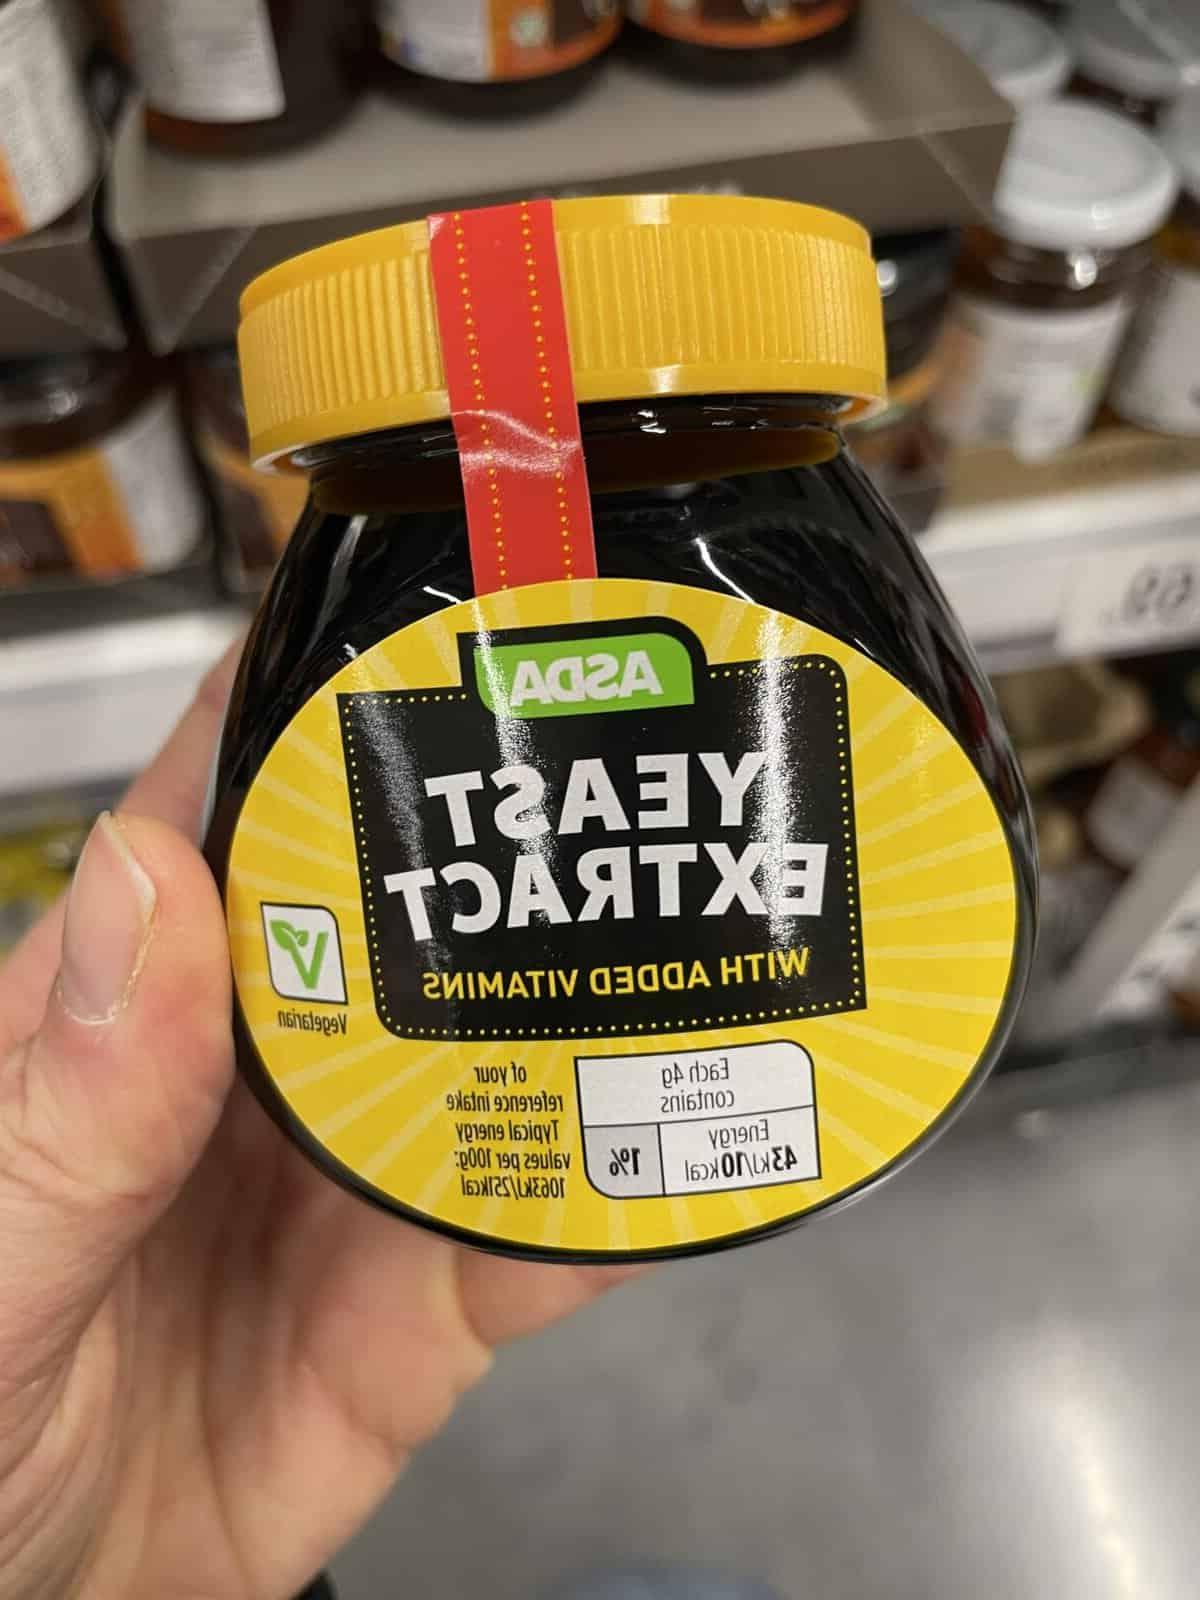 ASDA
YEAST
EXTRACT
WITH ADDED VITAMINS
Vegetarian
Each 4g
contains
Energy
43kJ/10kcal
1%
of your
reference intake
Typical energy
values per 100g:
1063kJ/251kcal